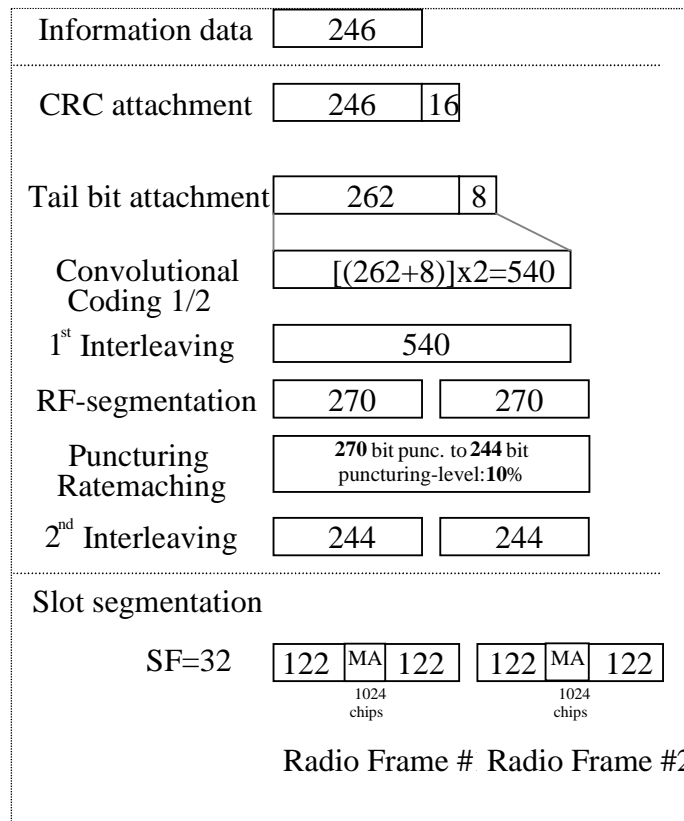 Information data 246
CRC attachment 246 16
Tail bit attachment 262 8
Convolutional [(262+8)]x2=540
Coding 1/2
1st Interleaving 540
RF-segmentation 270 270
Puncturing 270 bit punc. to 244 bit
Ratemaching puncturing-level:10%
2nd Interleaving 244 244
Slot segmentation
SF=32 122 MA 122 122 MA 122
1024 1024
chips chips
Radio Frame # Radio Frame #2